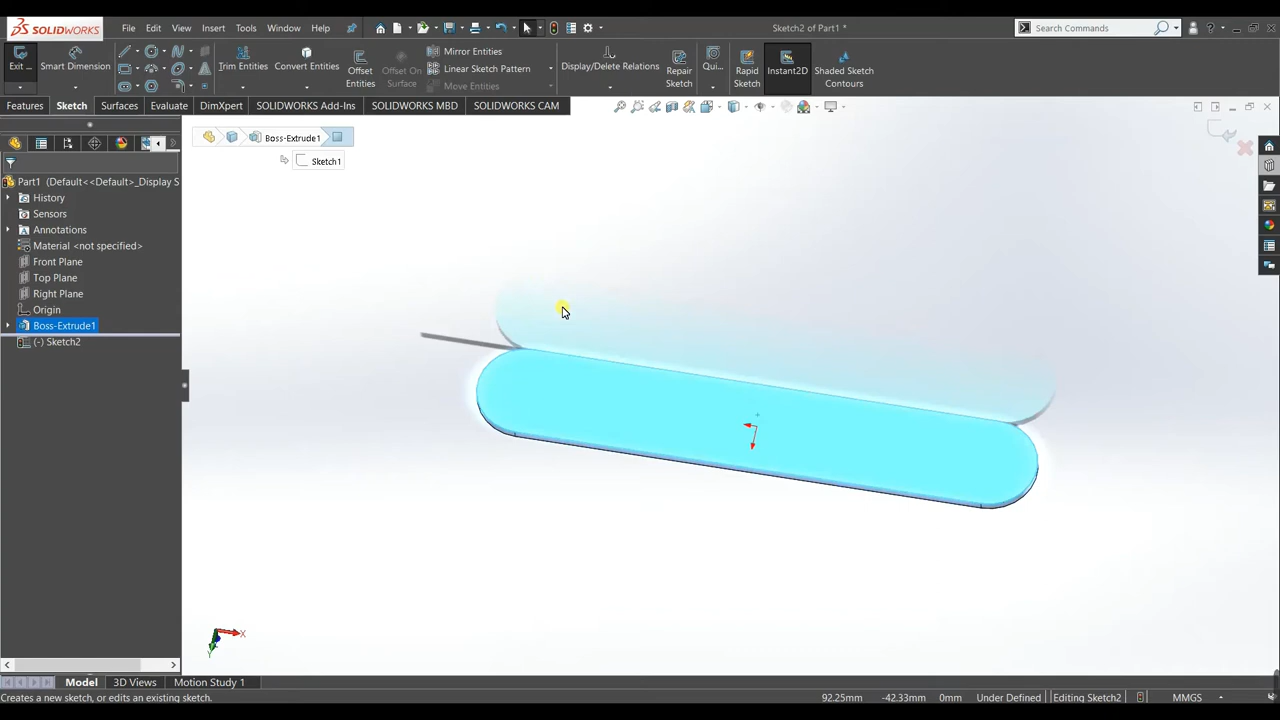 SOLIDWORKS
File Edit View Insert Tools Window Help
Sketch2 of Part1 *
Search Commands
Exit ...
Smart Dimension
Trim Entities
Convert Entities
Offset Entities
Offset On Surface
Mirror Entities
Linear Sketch Pattern
Move Entities
Display/Delete Relations
Repair Sketch
Qui...
Rapid Sketch
Instant2D
Shaded Sketch Contours
Features Sketch Surfaces Evaluate DimXpert SOLIDWORKS Add-Ins SOLIDWORKS MBD SOLIDWORKS CAM
Boss-Extrude1
Sketch1
Part1 (Default<<Default>_Display S
History
Sensors
Annotations
Material <not specified>
Front Plane
Top Plane
Right Plane
Origin
Boss-Extrude1
(-) Sketch2
X
Y
Model 3D Views Motion Study 1
Creates a new sketch, or edits an existing sketch.
92.25mm -42.33mm 0mm Under Defined Editing Sketch2 MMGS